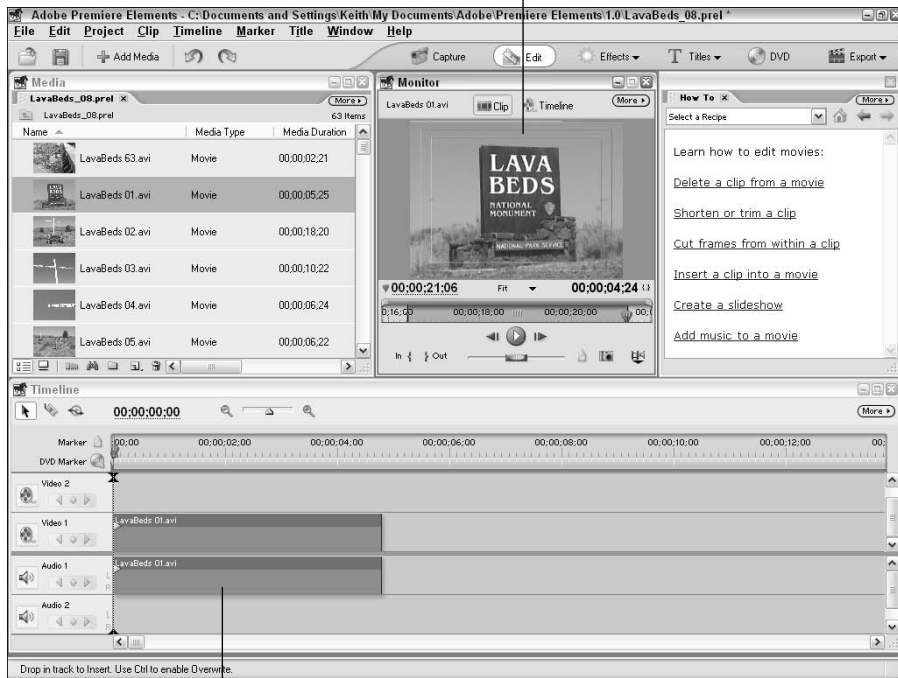 Adobe Premiere Elements - C:\Documents and Settings\Keith\My Documents\Adobe\Premiere Elements\1.0\LavaBeds_08.prel *
File Edit Project Clip Timeline Marker Title Window Help
Add Media Capture Edit Effects Titles DVD Export
Media
LavaBeds_08.prel x More
LavaBeds_08.prel 63 Items
Name Media Type Media Duration
LavaBeds 63.avi Movie 00;00;02;21
LavaBeds 01.avi Movie 00;00;05;25
LavaBeds 02.avi Movie 00;00;18;20
LavaBeds 03.avi Movie 00;00;10;22
LavaBeds 04.avi Movie 00;00;06;24
LavaBeds 05.avi Movie 00;00;06;22
Monitor
LavaBeds 01.avi Clip Timeline More
LAVA
BEDS
NATIONAL
MONUMENT
NATIONAL PARK SERVICE
00;00;21;06 Fit 00;00;04;24
0;16;00 00;00;18;00 00;00;20;00 00;
In { } Out
How To x More
Select a Recipe
Learn how to edit movies:
Delete a clip from a movie
Shorten or trim a clip
Cut frames from within a clip
Insert a clip into a movie
Create a slideshow
Add music to a movie
Timeline
00;00;00;00 More
Marker 00;00 00;00;02;00 00;00;04;00 00;00;06;00 00;00;08;00 00;00;10;00 00;00;12;00 00;
DVD Marker
Video 2
Video 1 LavaBeds 01.avi
Audio 1 LavaBeds 01.avi
L
R
Audio 2
L
R
Drop in track to Insert. Use Ctrl to enable Overwrite.